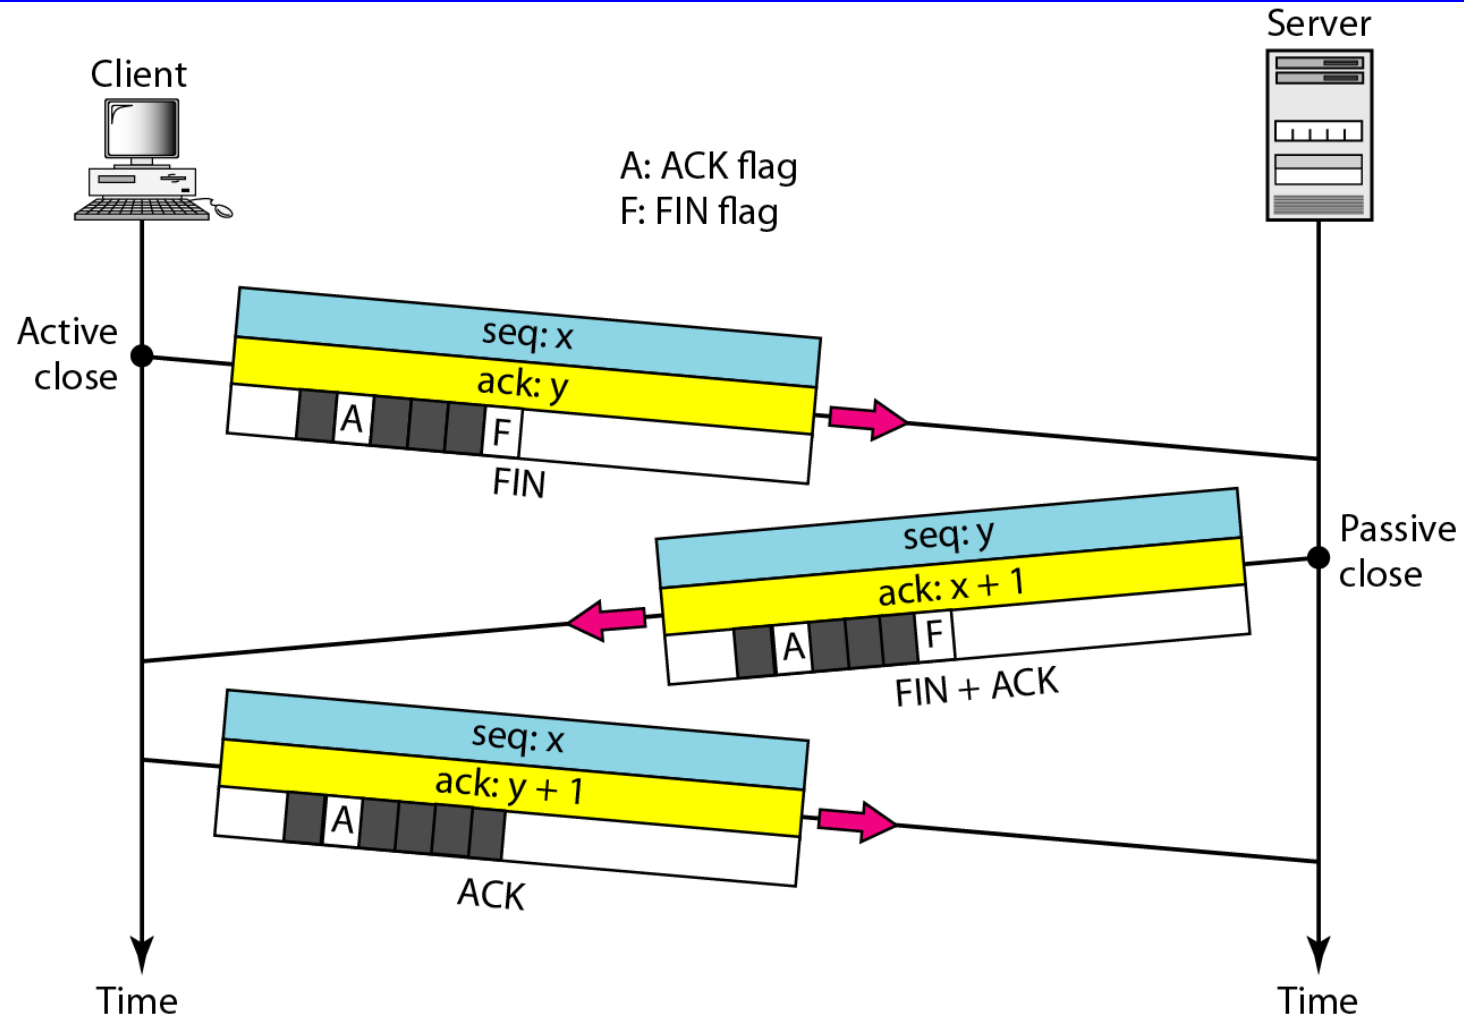 Server
Client
A: ACK flag
F: FIN flag
Active
close
seq: x
ack: y
A
F
FIN
Passive
close
seq: y
ack: x + 1
A
F
FIN + ACK
seq: x
ack: y + 1
A
ACK
Time
Time